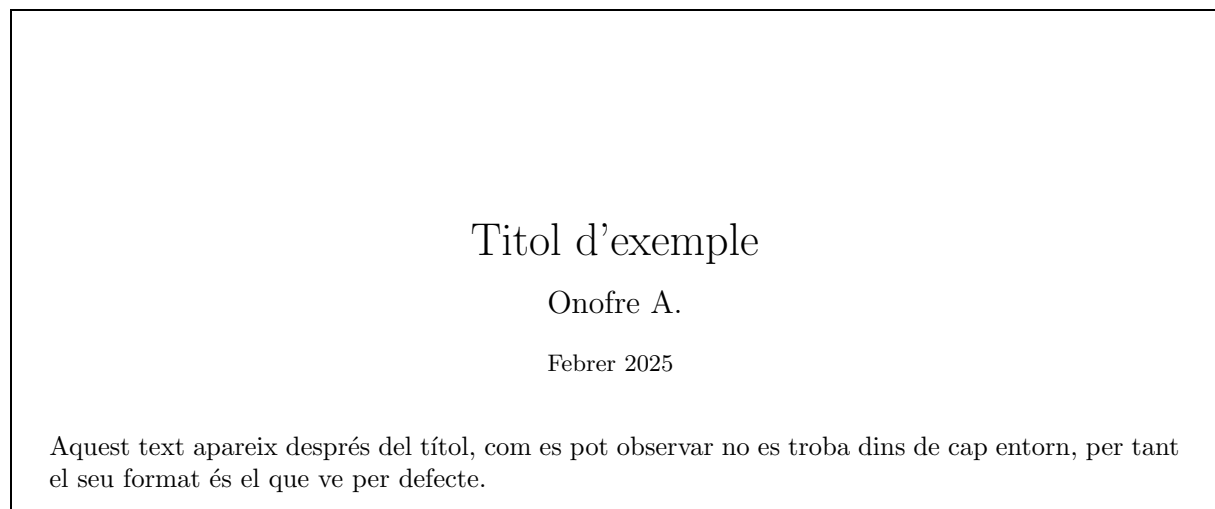 Titol d'exemple
Onofre A.
Febrer 2025
Aquest text apareix després del títol, com es pot observar no es troba dins de cap entorn, per tant
el seu format és el que ve per defecte.